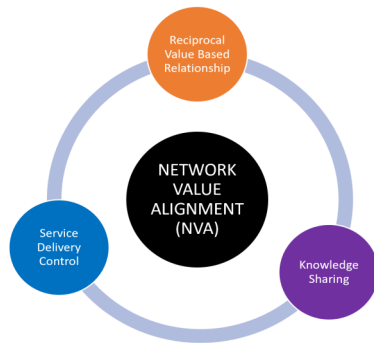 Reciprocal
Value Based
Relationship
NETWORK
VALUE
ALIGNMENT
(NVA)
Service
Delivery
Control
Knowledge
Sharing